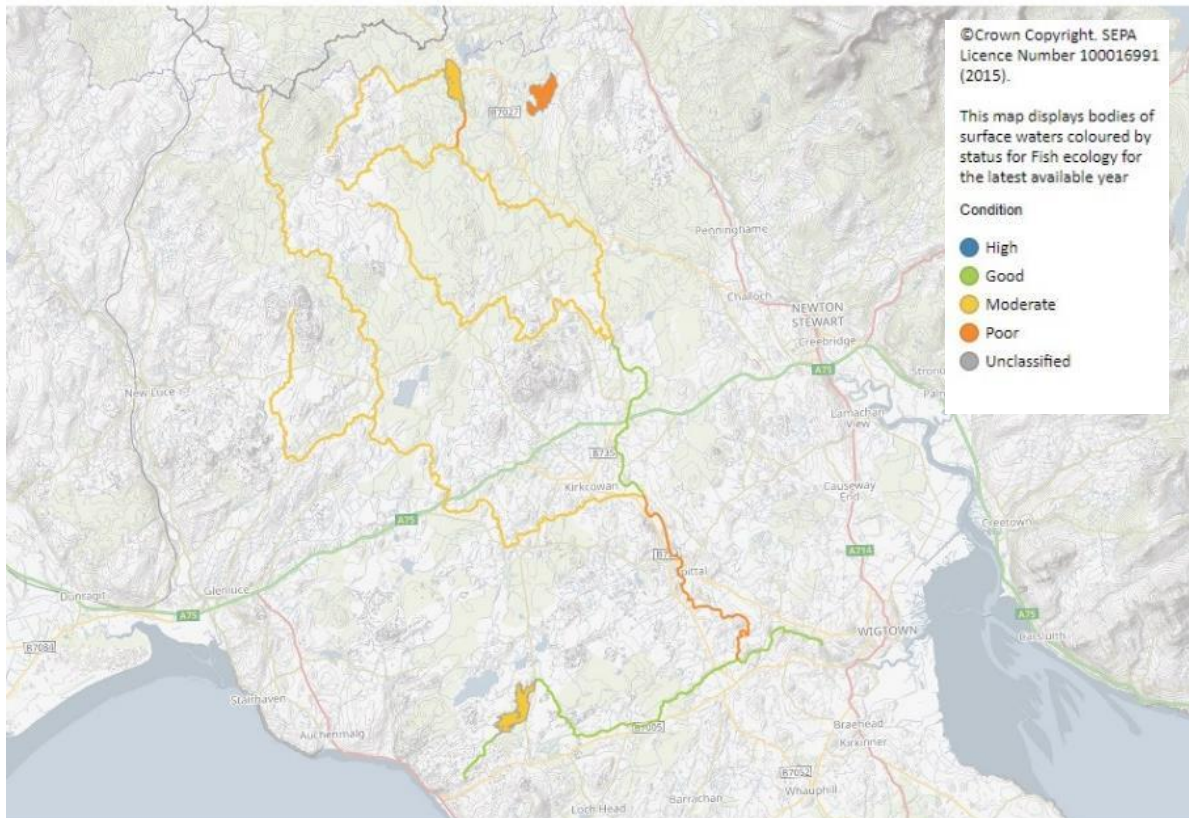 ©Crown Copyright. SEPA
Licence Number 100016991
(2015).
This map displays bodies of
surface waters coloured by
status for Fish ecology for
the latest available year
Condition
High
Good
Moderate
Poor
Unclassified
B7027
Penninghame
Challoch
NEWTON
STEWART
Creebridge
A75
New Luce
A75
Lamachan
View
B735
Kirkcowan
Causeway
End
A75
Creetown
A714
Glenluce
Dunragit
A75
A75
WIGTOWN
B7084
Stairhaven
Auchenmalg
B7005
Braehead
Kirkinner
B7052
Whauphill
Barrachan
Loch Head